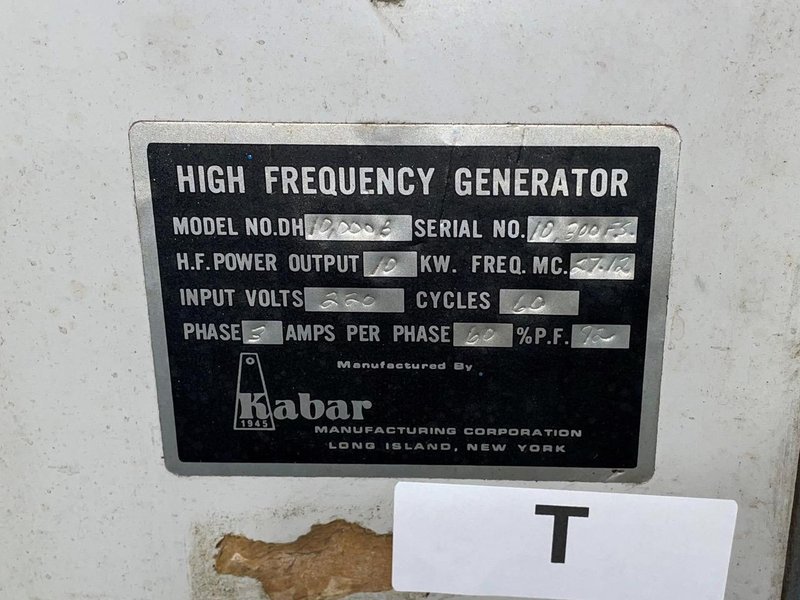 HIGH FREQUENCY GENERATOR
MODEL NO.DH 10,000B SERIAL NO. 10,300FS.
H.F. POWER OUTPUT 10 KW. FREQ. MC. 27.12
INPUT VOLTS 220 CYCLES 60
PHASE 3 AMPS PER PHASE 60 %P.F.
Manufactured By
Kabar
1945
MANUFACTURING CORPORATION
LONG ISLAND, NEW YORK
T